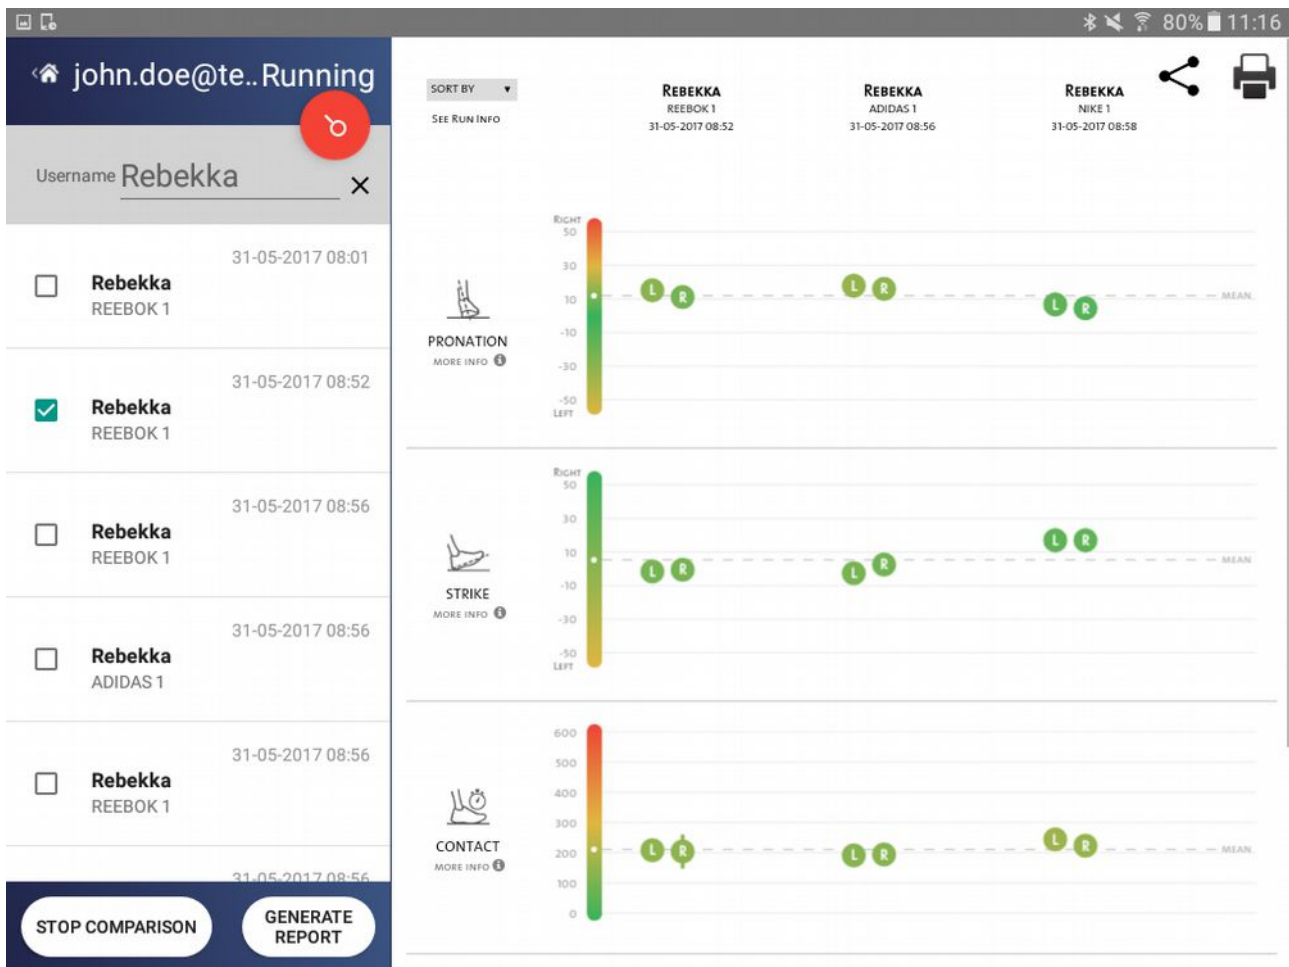 80% 11:16
john.doe@te.. Running
Username Rebekka
31-05-2017 08:01
Rebekka
REEBOK 1
31-05-2017 08:52
Rebekka
REEBOK 1
31-05-2017 08:56
Rebekka
REEBOK 1
31-05-2017 08:56
Rebekka
ADIDAS 1
31-05-2017 08:56
Rebekka
REEBOK 1
31-05-2017 08:56
STOP COMPARISON
GENERATE
REPORT
SORT BY
SEE RUN INFO
REBEKKA
REEBOK 1
31-05-2017 08:52
REBEKKA
ADIDAS 1
31-05-2017 08:56
REBEKKA
NIKE 1
31-05-2017 08:58
PRONATION
MORE INFO i
RIGHT
50
30
10
-10
-30
-50
LEFT
L R L R L R
MEAN
STRIKE
MORE INFO i
RIGHT
50
30
10
-10
-30
-50
LEFT
L R L R L R
MEAN
CONTACT
MORE INFO i
600
500
400
300
200
100
0
L R L R L R
MEAN